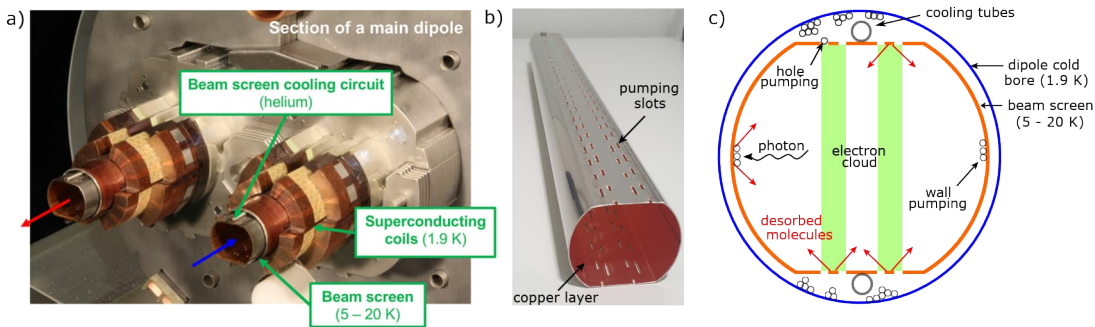 a)
Section of a main dipole
Beam screen cooling circuit
(helium)
Superconducting
coils (1.9 K)
Beam screen
(5 – 20 K)
b)
pumping
slots
copper layer
c)
cooling tubes
hole
pumping
dipole cold
bore (1.9 K)
beam screen
(5 - 20 K)
photon
electron
cloud
wall
pumping
desorbed
molecules